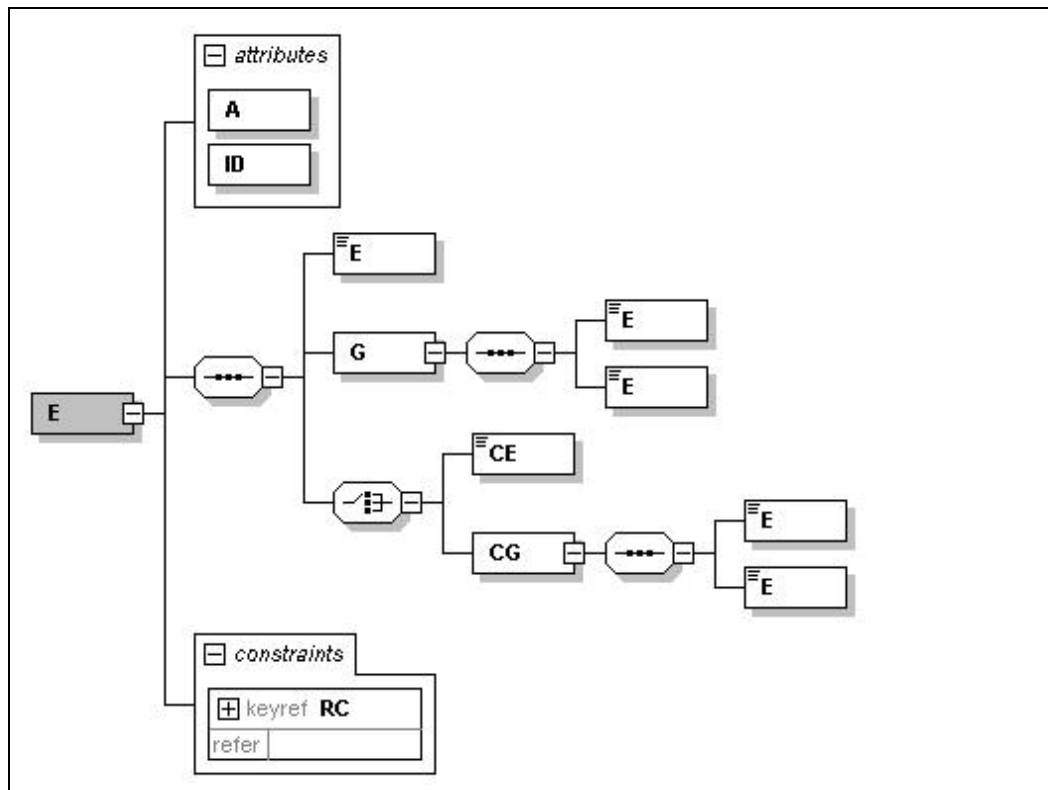 attributes
A
ID
E
E
G
E
E
CE
CG
E
E
constraints
keyref RC
refer